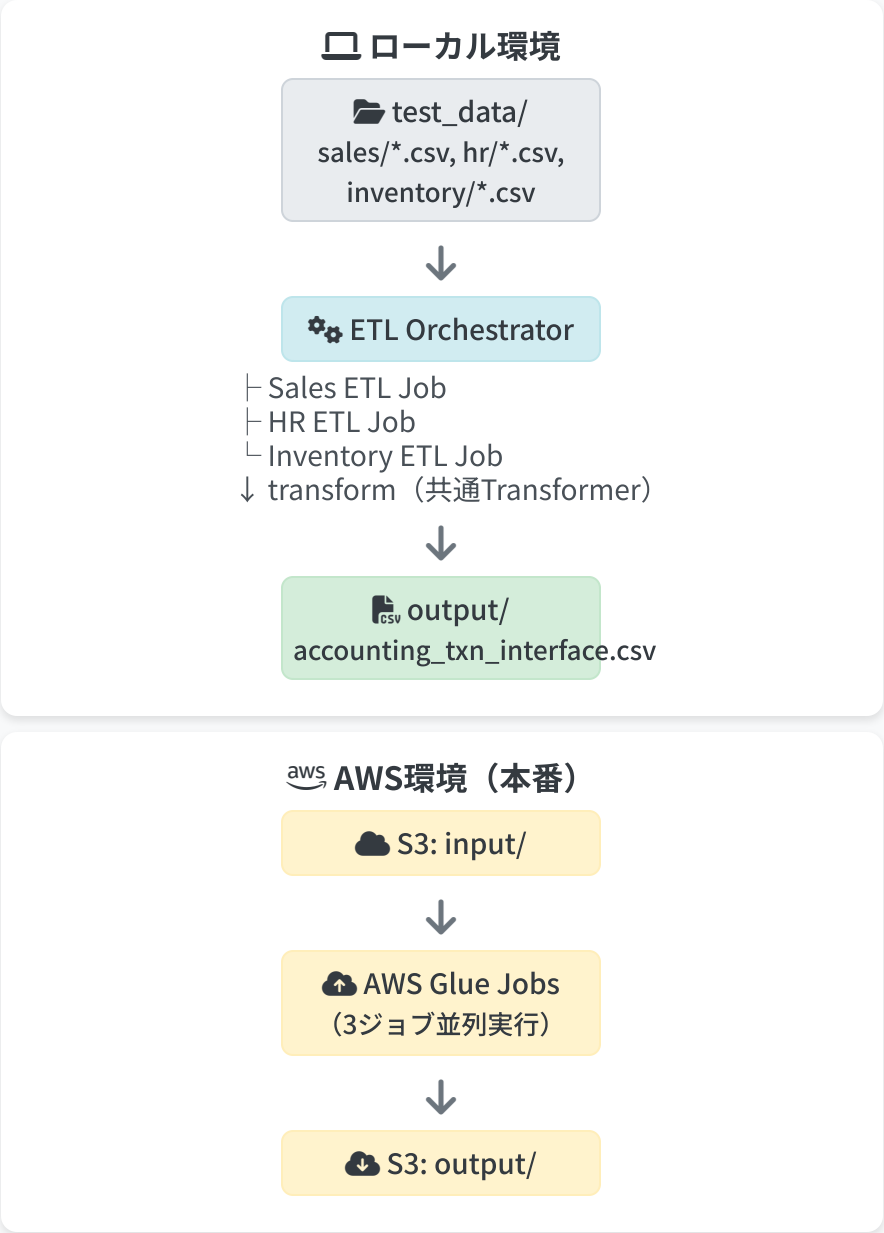 ローカル環境
test_data/
sales/*.csv, hr/*.csv,
inventory/*.csv
ETL Orchestrator
├ Sales ETL Job
├ HR ETL Job
└ Inventory ETL Job
↓ transform（共通Transformer）
CSV output/
accounting_txn_interface.csv
aws AWS環境（本番）
S3: input/
AWS Glue Jobs
（3ジョブ並列実行）
S3: output/